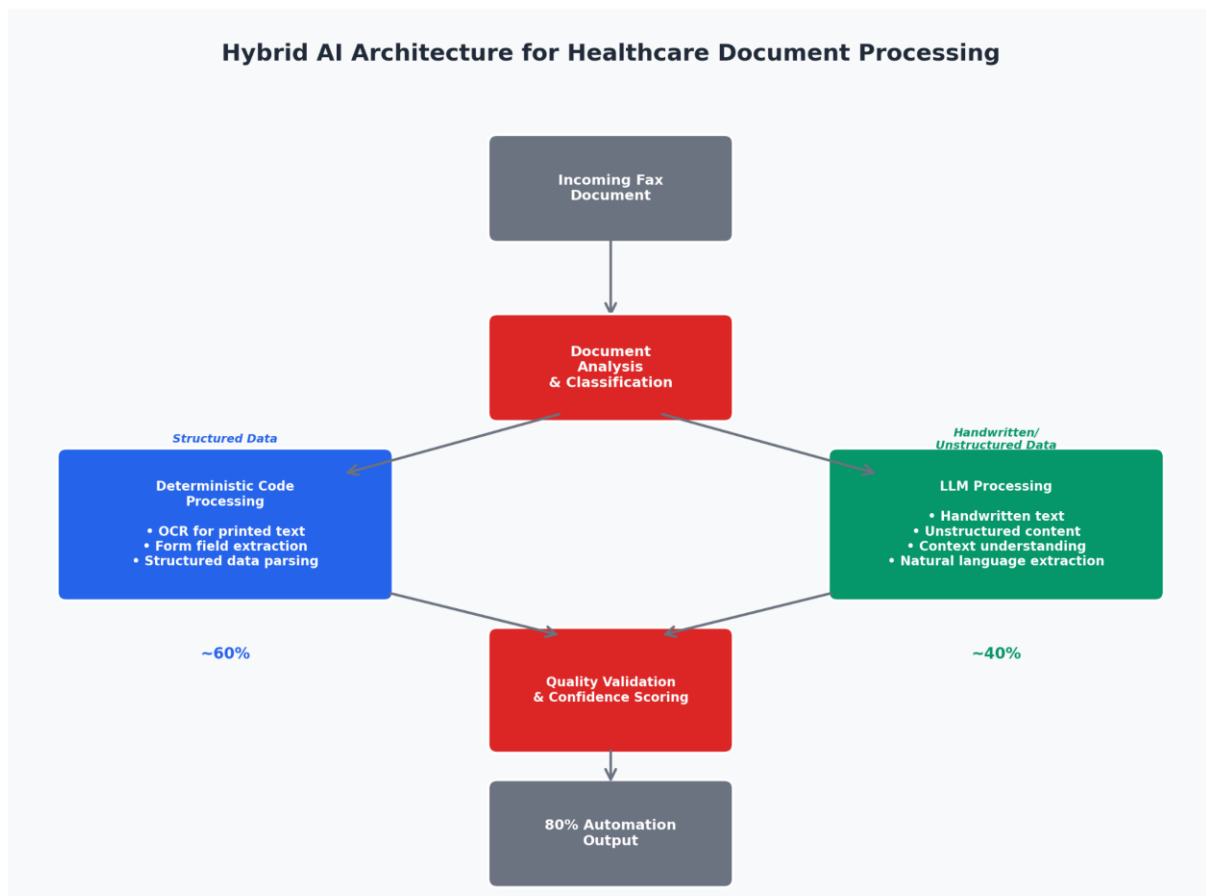 Hybrid AI Architecture for Healthcare Document Processing
Incoming Fax
Document
Document
Analysis
& Classification
Structured Data
Deterministic Code
Processing
• OCR for printed text
• Form field extraction
• Structured data parsing
~60%
Handwritten/
Unstructured Data
LLM Processing
• Handwritten text
• Unstructured content
• Context understanding
• Natural language extraction
~40%
Quality Validation
& Confidence Scoring
80% Automation
Output